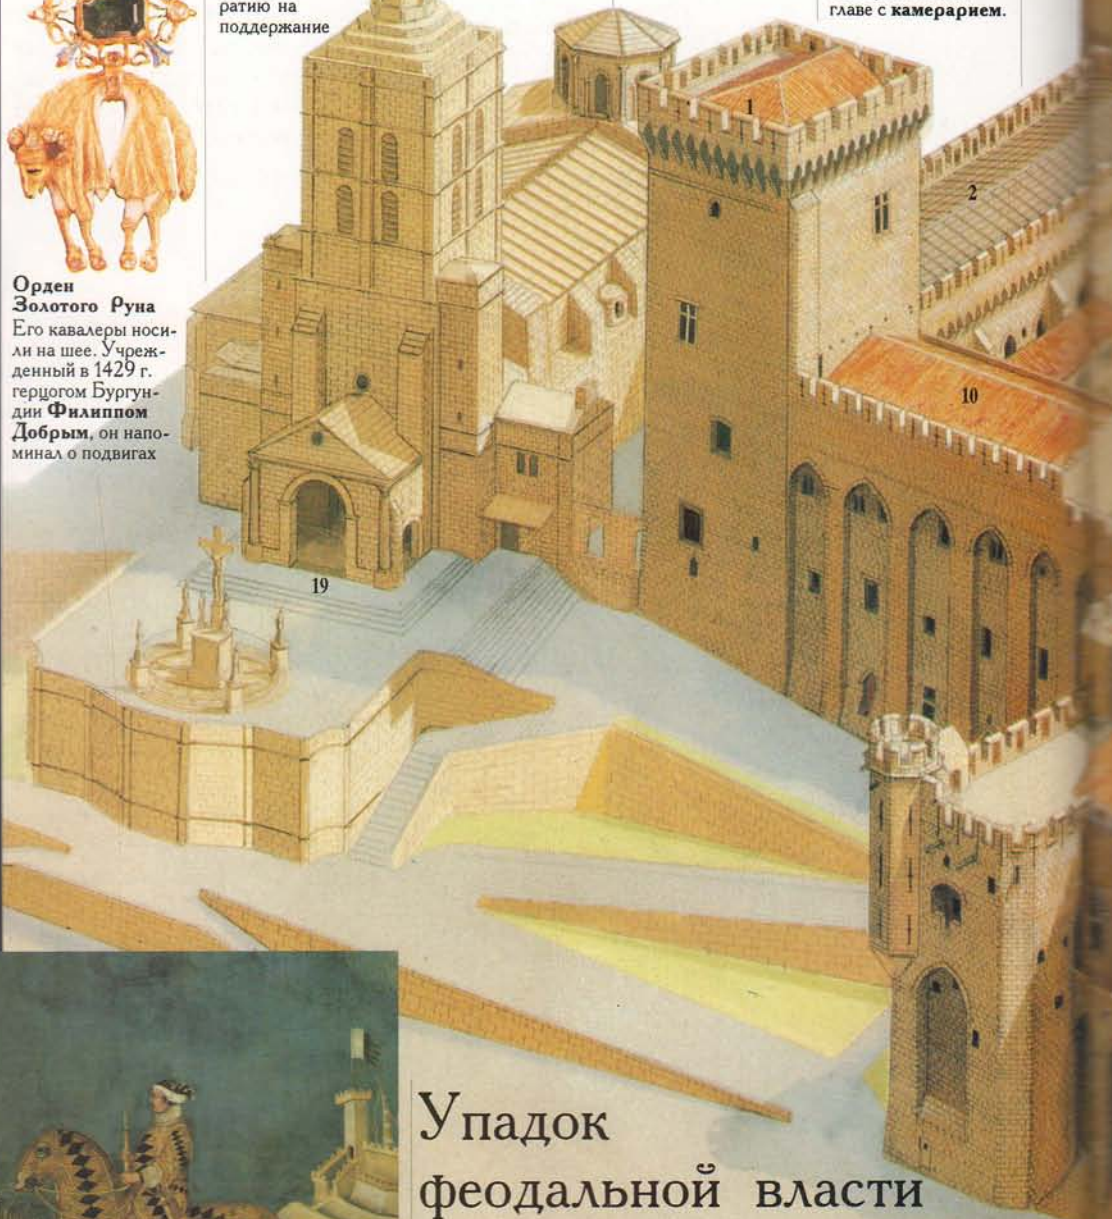 ратию на
поддержание
главе с камерарием.
1
2
10
Орден
Золотого Руна
Его кавалеры носи-
ли на шее. Учреж-
денный в 1429 г.
герцогом Бургун-
дии Филиппом
Добрым, он напо-
минал о подвигах
19
Упадок
феодальной власти